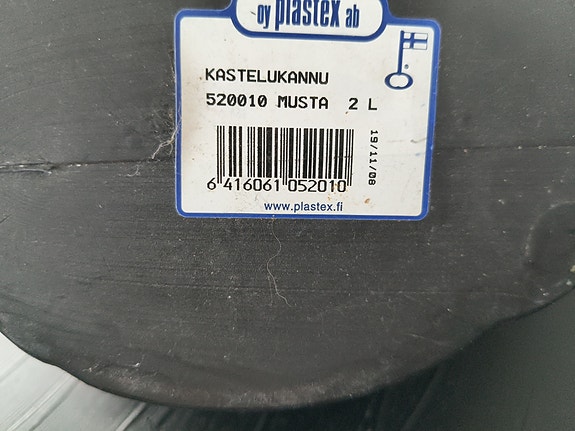 oy plastex ab
KASTELUKANNU
520010 MUSTA 2 L
19/11/08
6 416061 052010
www.plastex.fi